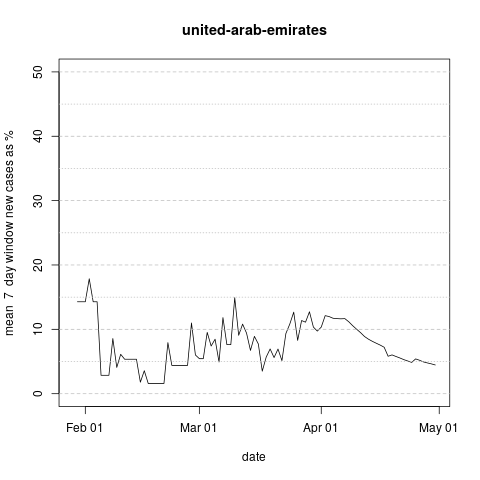 united-arab-emirates
mean 7 day window new cases as %
50
40
30
20
10
0
Feb 01
Mar 01
Apr 01
May 01
date